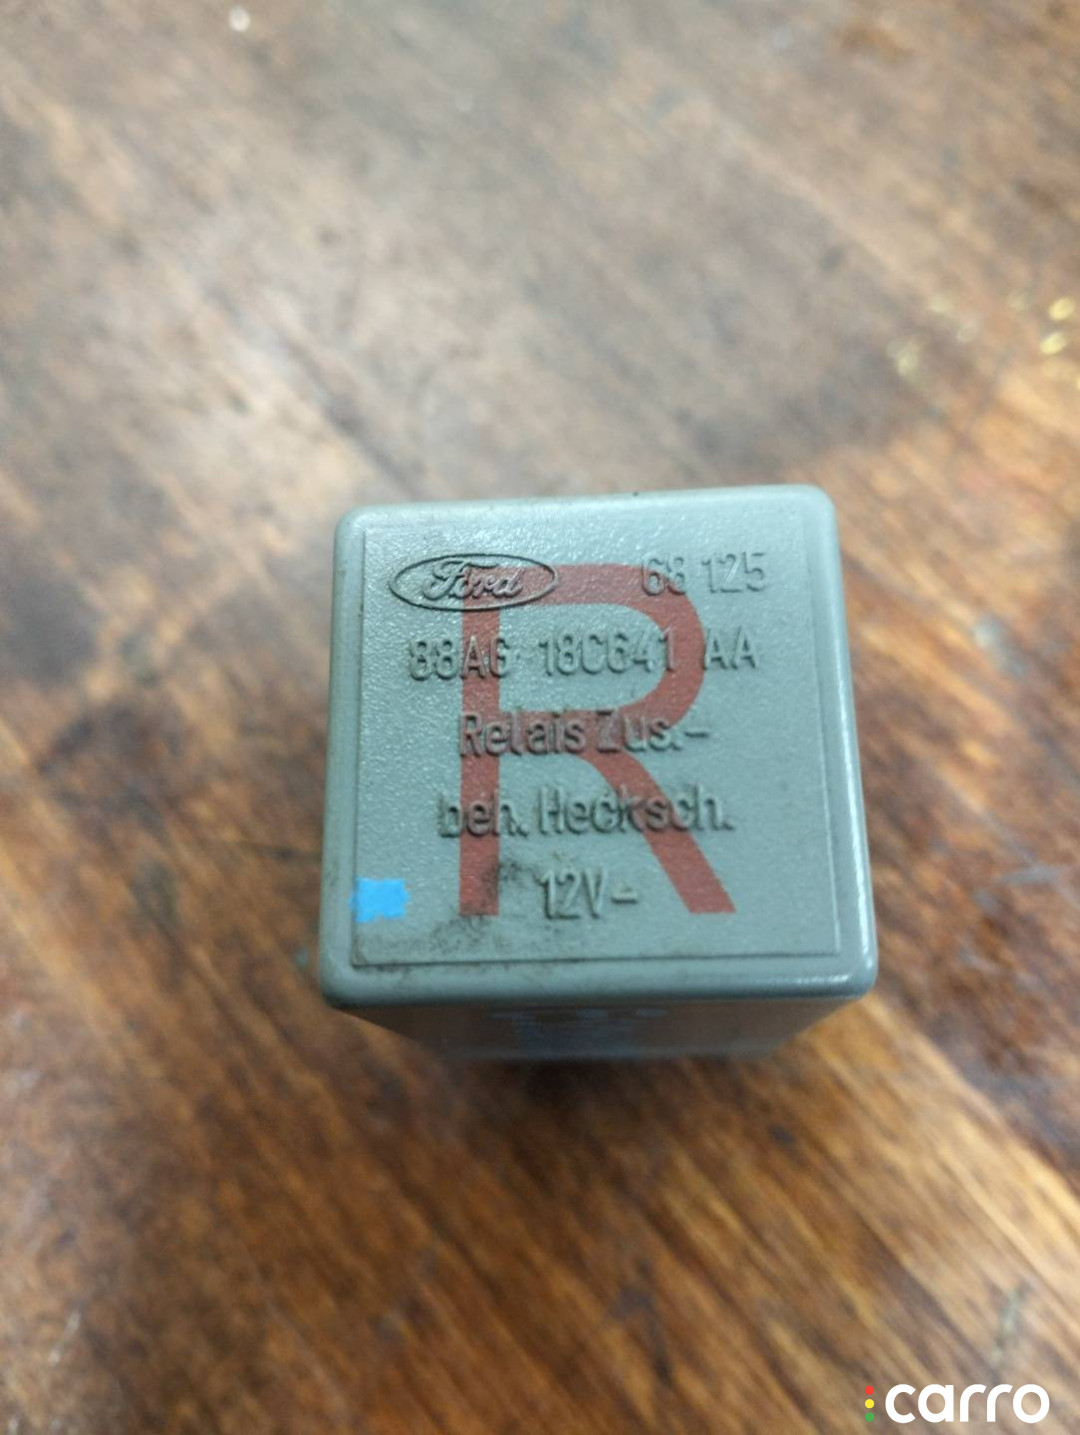 Ford 68 125
88AG 18C641 AA
Relais Zus.-
beh. Hecksch.
12V-
R
carro